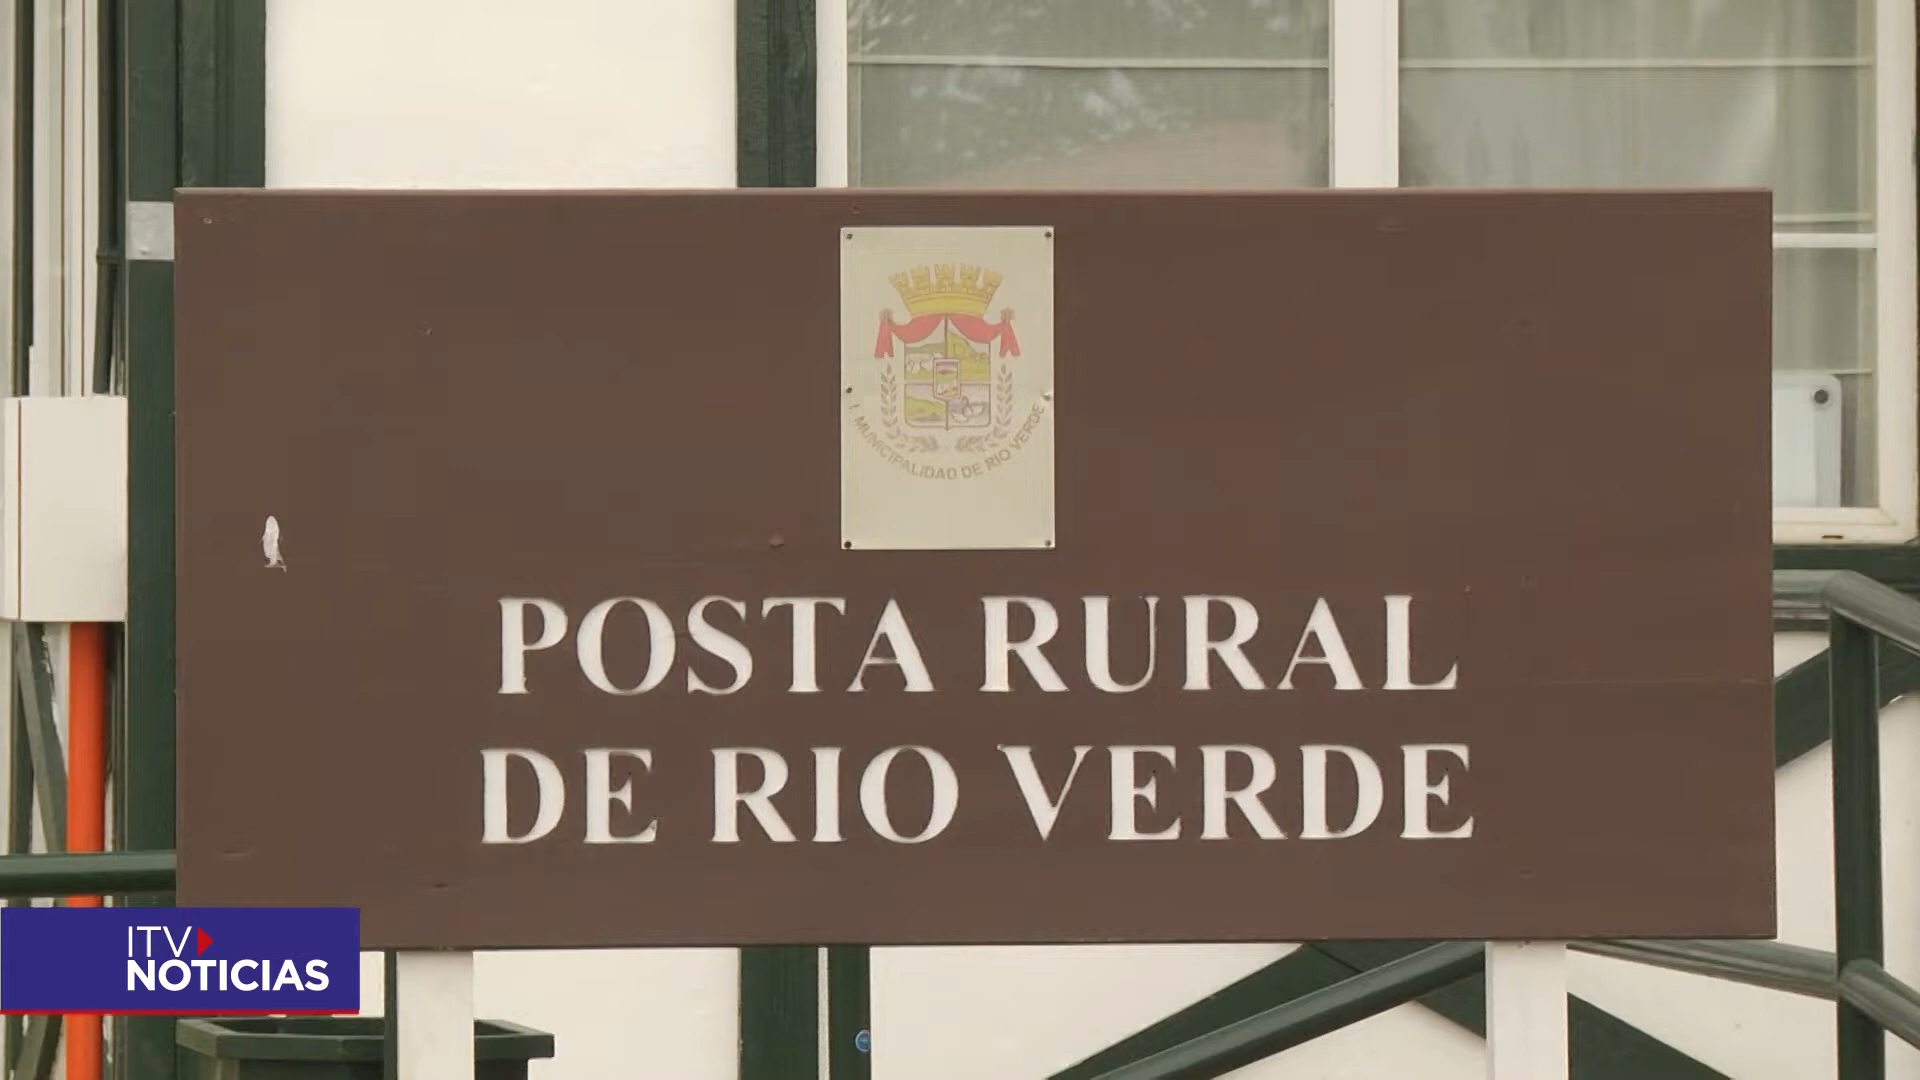 I. MUNICIPALIDAD DE RIO VERDE
POSTA RURAL
DE RIO VERDE
ITV
NOTICIAS